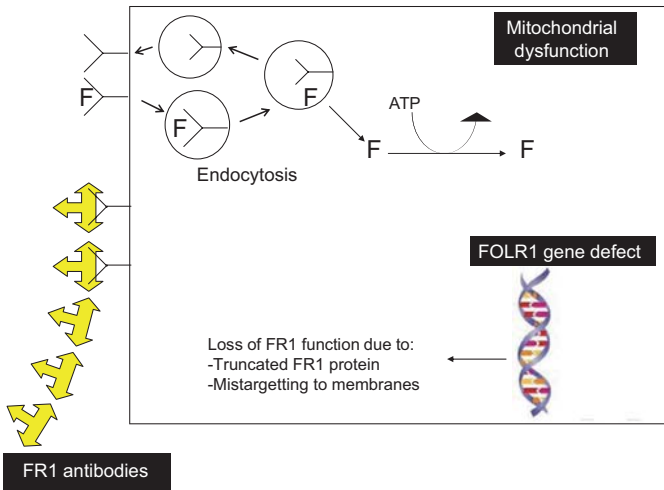 Mitochondrial
dysfunction
F
F
F
ATP
F
F
Endocytosis
FOLR1 gene defect
Loss of FR1 function due to:
-Truncated FR1 protein
-Mistargetting to membranes
FR1 antibodies